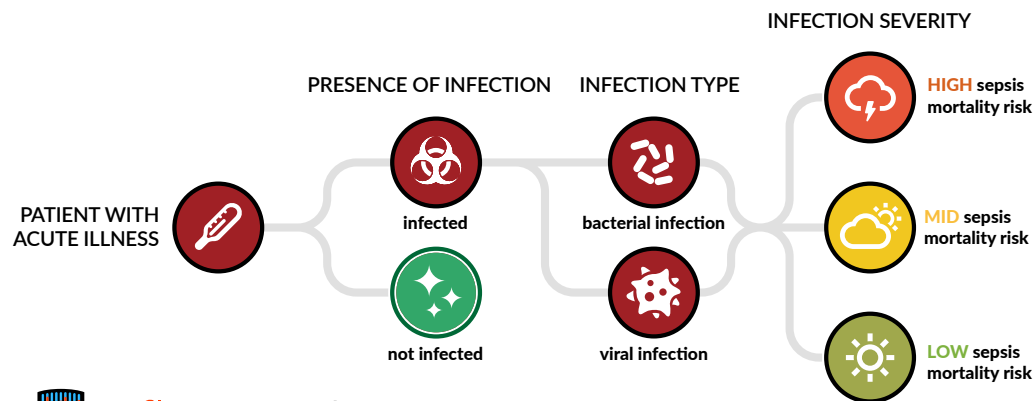 INFECTION SEVERITY
PRESENCE OF INFECTION
INFECTION TYPE
HIGH sepsis
mortality risk
PATIENT WITH
ACUTE ILLNESS
infected
bacterial infection
MID sepsis
mortality risk
not infected
viral infection
LOW sepsis
mortality risk